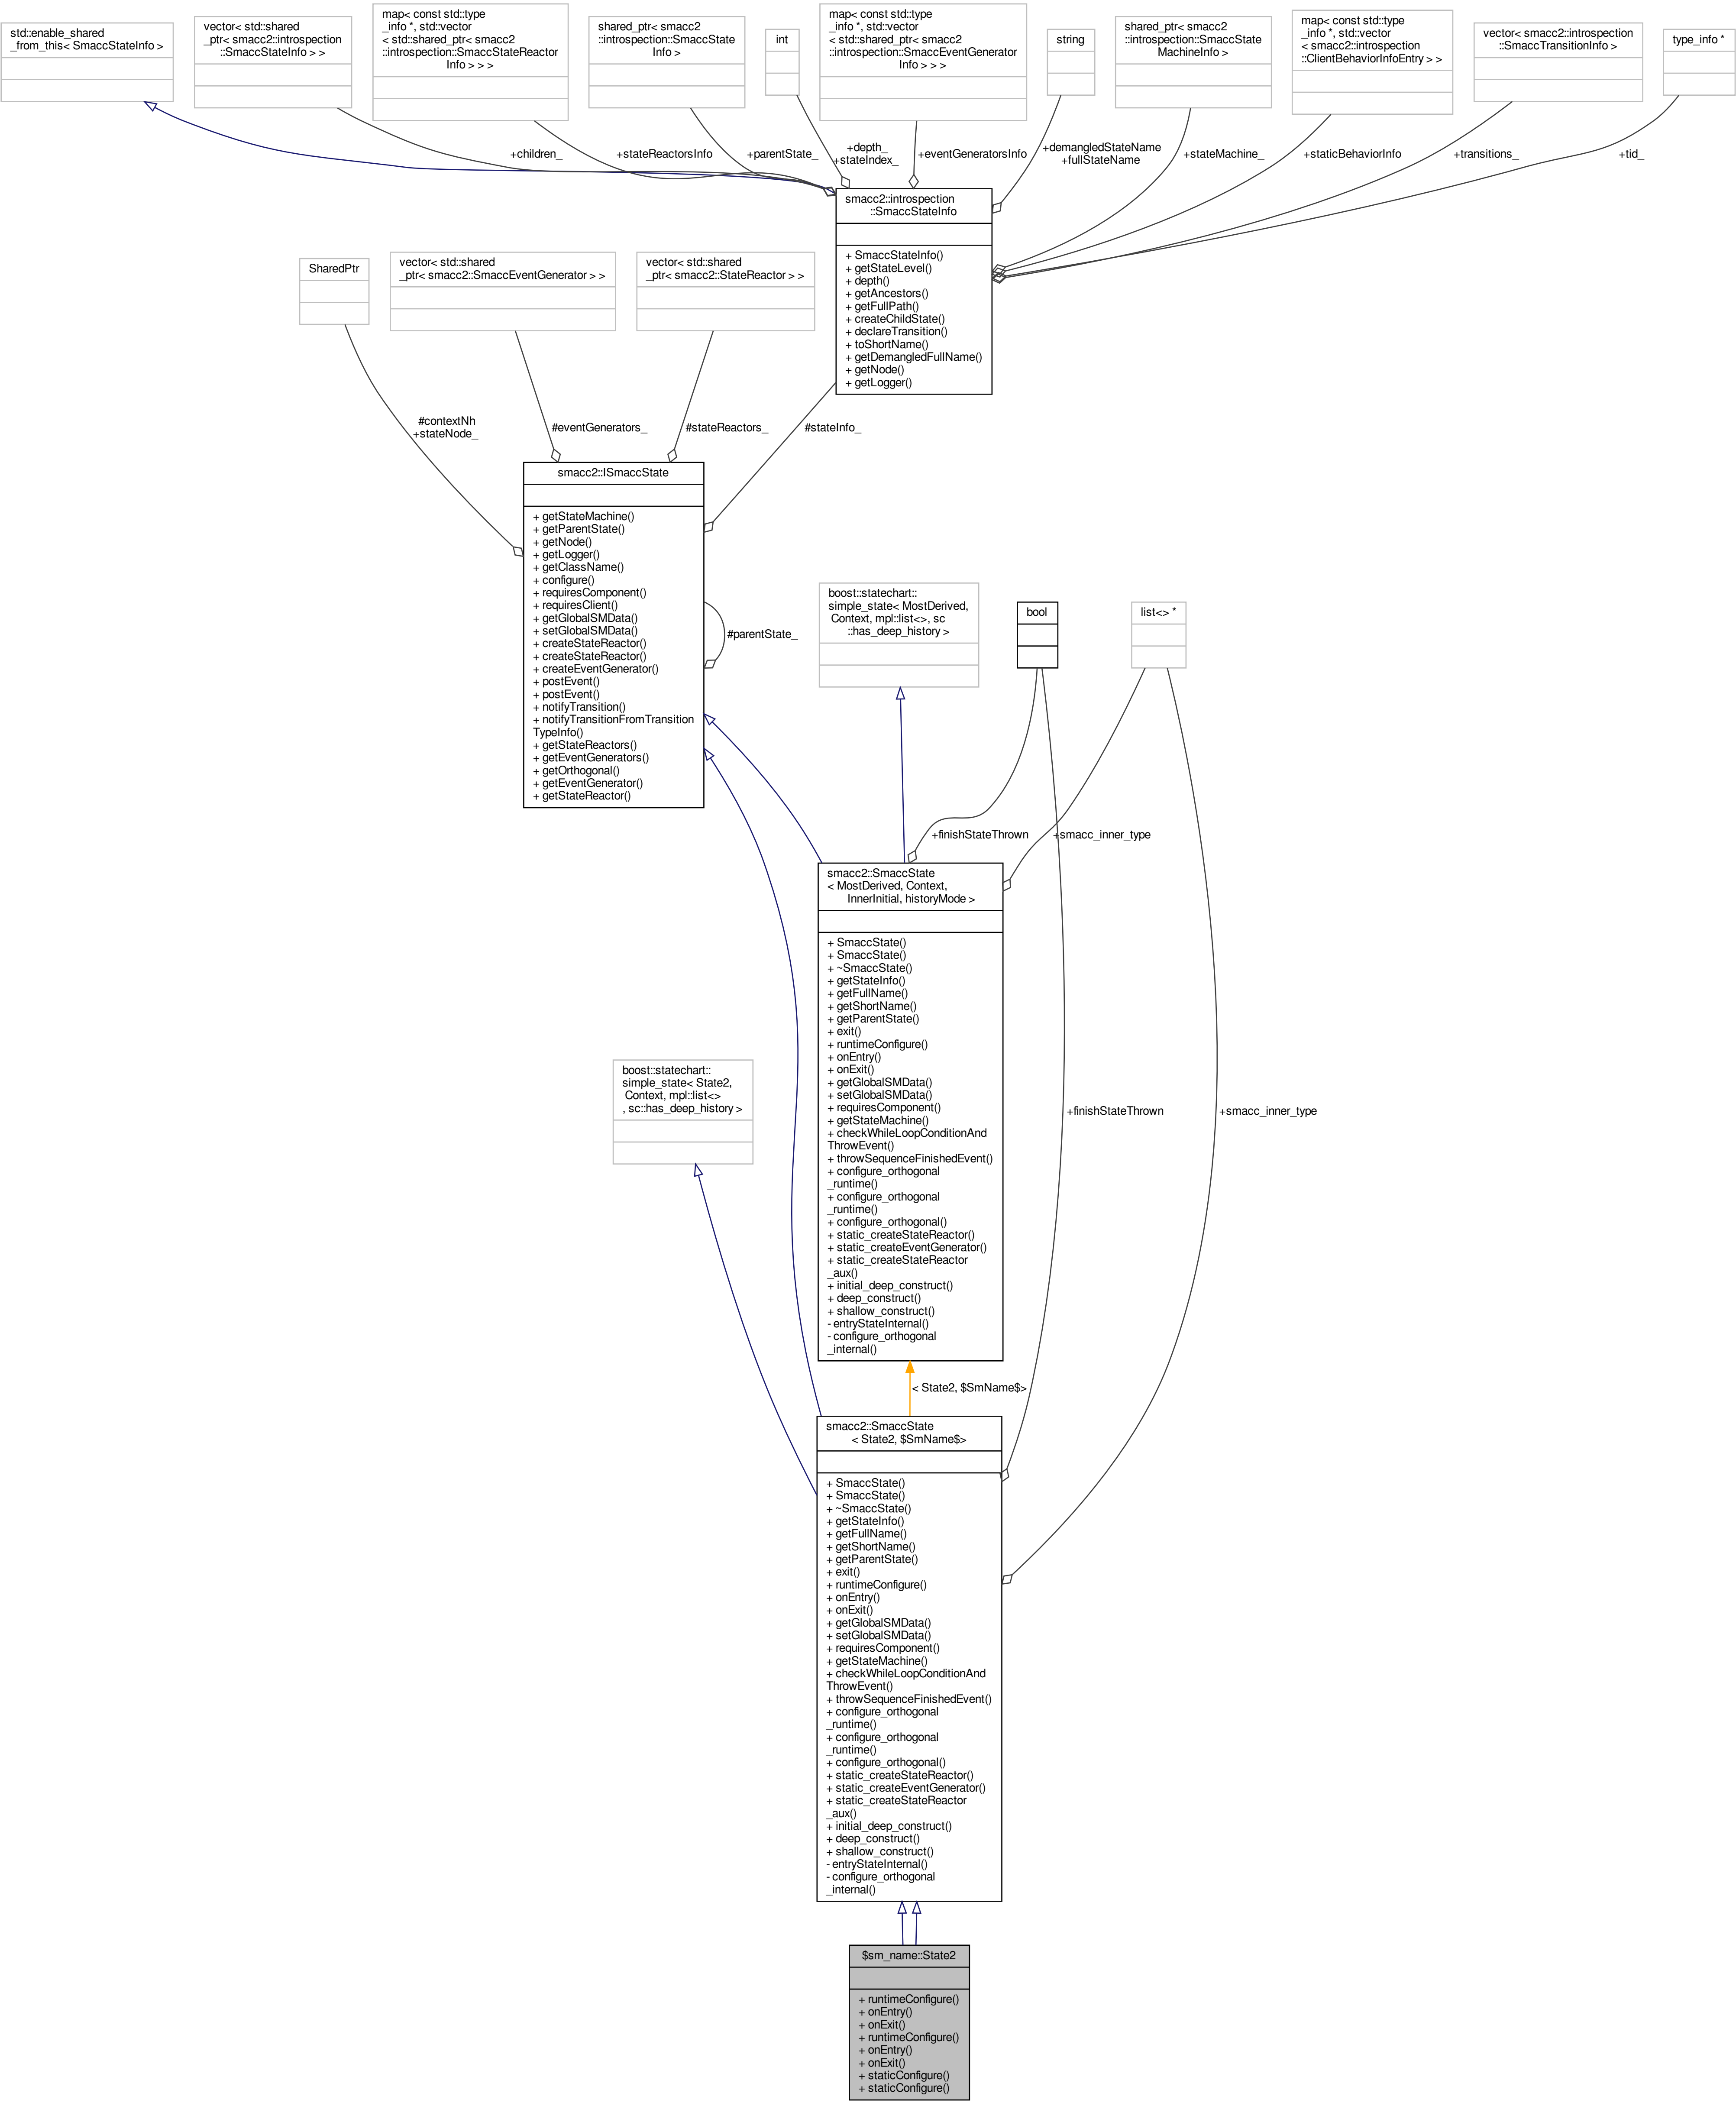 std::enable_shared
_from_this< SmaccStateInfo >
vector< std::shared
_ptr< smacc2::introspection
::SmaccStateInfo > >
map< const std::type
_info *, std::vector
< std::shared_ptr< smacc2
::introspection::SmaccStateReactor
Info > > >
shared_ptr< smacc2
::introspection::SmaccState
Info >
int
map< const std::type
_info *, std::vector
< std::shared_ptr< smacc2
::introspection::SmaccEventGenerator
Info > > >
string
shared_ptr< smacc2
::introspection::SmaccState
MachineInfo >
map< const std::type
_info *, std::vector
< smacc2::introspection
::ClientBehaviorInfoEntry > >
vector< smacc2::introspection
::SmaccTransitionInfo >
type_info *
+children_
+stateReactorsInfo
+parentState_
+depth_
+stateIndex_
+eventGeneratorsInfo
+demangledStateName
+fullStateName
+stateMachine_
+staticBehaviorInfo
+transitions_
+tid_
smacc2::introspection
::SmaccStateInfo
+ SmaccStateInfo()
+ getStateLevel()
+ depth()
+ getAncestors()
+ getFullPath()
+ createChildState()
+ declareTransition()
+ toShortName()
+ getDemangledFullName()
+ getNode()
+ getLogger()
SharedPtr
vector< std::shared
_ptr< smacc2::SmaccEventGenerator > >
vector< std::shared
_ptr< smacc2::StateReactor > >
#contextNh
+stateNode_
#eventGenerators_
#stateReactors_
#stateInfo_
smacc2::ISmaccState
+ getStateMachine()
+ getParentState()
+ getNode()
+ getLogger()
+ getClassName()
+ configure()
+ requiresComponent()
+ requiresClient()
+ getGlobalSMData()
+ setGlobalSMData()
+ createStateReactor()
+ createStateReactor()
+ createEventGenerator()
+ postEvent()
+ postEvent()
+ notifyTransition()
+ notifyTransitionFromTransition
TypeInfo()
+ getStateReactors()
+ getEventGenerators()
+ getOrthogonal()
+ getEventGenerator()
+ getStateReactor()
#parentState_
boost::statechart::
simple_state< MostDerived,
Context, mpl::list<>, sc
::has_deep_history >
bool
list<> *
+finishStateThrown
+smacc_inner_type
smacc2::SmaccState
< MostDerived, Context,
InnerInitial, historyMode >
+ SmaccState()
+ SmaccState()
+ ~SmaccState()
+ getStateInfo()
+ getFullName()
+ getShortName()
+ getParentState()
+ exit()
+ runtimeConfigure()
+ onEntry()
+ onExit()
+ getGlobalSMData()
+ setGlobalSMData()
+ requiresComponent()
+ getStateMachine()
+ checkWhileLoopConditionAnd
ThrowEvent()
+ throwSequenceFinishedEvent()
+ configure_orthogonal
_runtime()
+ configure_orthogonal
_runtime()
+ configure_orthogonal()
+ static_createStateReactor()
+ static_createEventGenerator()
+ static_createStateReactor
_aux()
+ initial_deep_construct()
+ deep_construct()
+ shallow_construct()
- entryStateInternal()
- configure_orthogonal
_internal()
boost::statechart::
simple_state< State2,
Context, mpl::list<>
, sc::has_deep_history >
+finishStateThrown
+smacc_inner_type
< State2, $SmName$>
smacc2::SmaccState
< State2, $SmName$>
+ SmaccState()
+ SmaccState()
+ ~SmaccState()
+ getStateInfo()
+ getFullName()
+ getShortName()
+ getParentState()
+ exit()
+ runtimeConfigure()
+ onEntry()
+ onExit()
+ getGlobalSMData()
+ setGlobalSMData()
+ requiresComponent()
+ getStateMachine()
+ checkWhileLoopConditionAnd
ThrowEvent()
+ throwSequenceFinishedEvent()
+ configure_orthogonal
_runtime()
+ configure_orthogonal
_runtime()
+ configure_orthogonal()
+ static_createStateReactor()
+ static_createEventGenerator()
+ static_createStateReactor
_aux()
+ initial_deep_construct()
+ deep_construct()
+ shallow_construct()
- entryStateInternal()
- configure_orthogonal
_internal()
$sm_name::State2
+ runtimeConfigure()
+ onEntry()
+ onExit()
+ runtimeConfigure()
+ onEntry()
+ onExit()
+ staticConfigure()
+ staticConfigure()